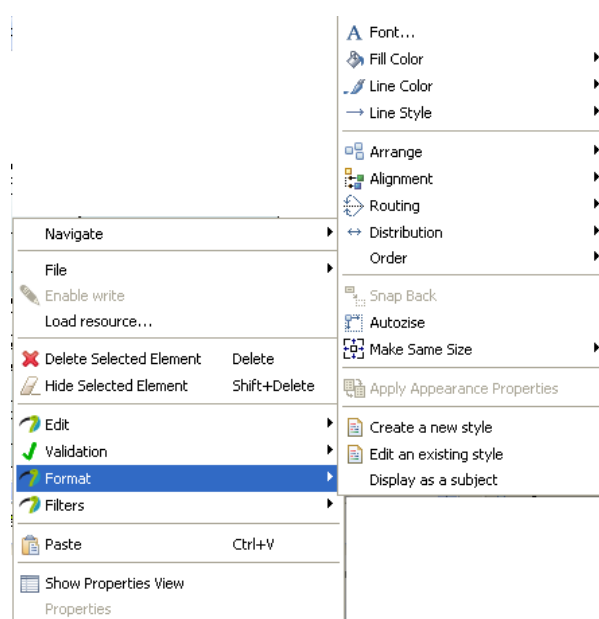 Font...
Fill Color
Line Color
Line Style
Arrange
Alignment
Routing
Distribution
Order
Snap Back
Autozise
Make Same Size
Apply Appearance Properties
Create a new style
Edit an existing style
Display as a subject
Navigate
File
Enable write
Load resource...
Delete Selected Element Delete
Hide Selected Element Shift+Delete
Edit
Validation
Format
Filters
Paste Ctrl+V
Show Properties View
Properties